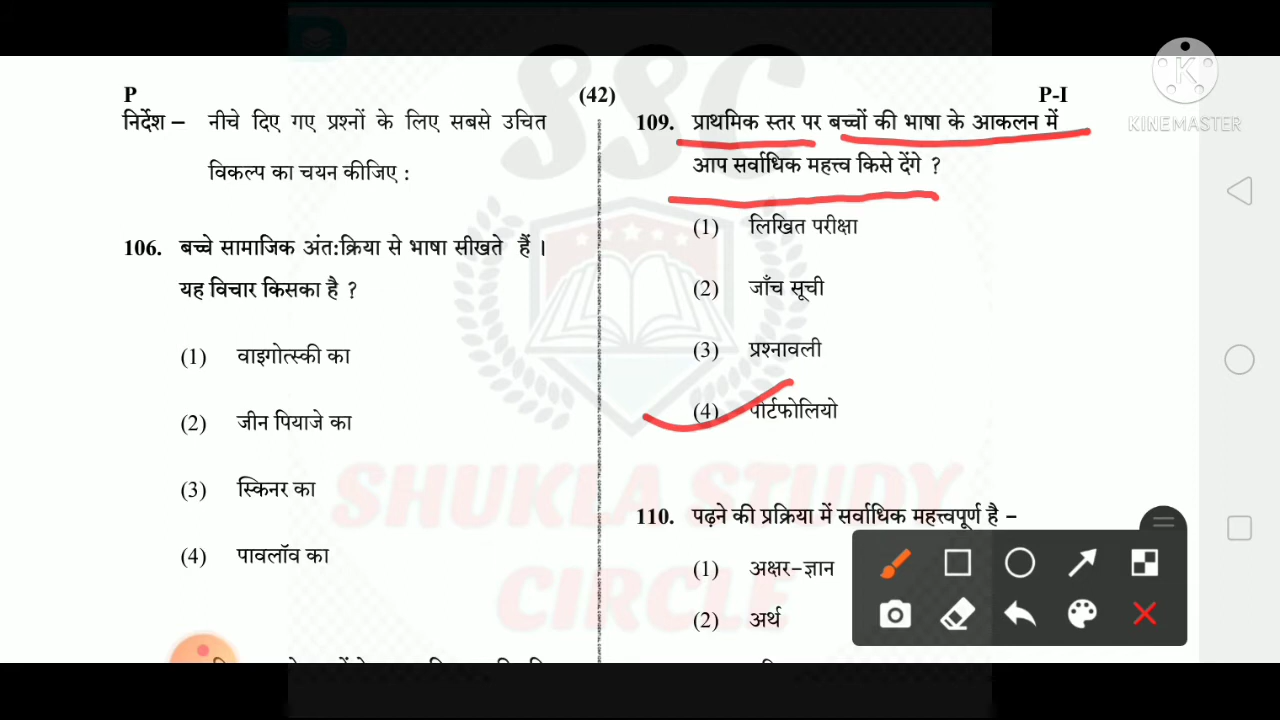 P
(42)
P-I
निर्देश – नीचे दिए गए प्रश्नों के लिए सबसे उचित
विकल्प का चयन कीजिए :
106. बच्चे सामाजिक अंत:क्रिया से भाषा सीखते हैं ।
यह विचार किसका है ?
(1) वाइगोत्स्की का
(2) जीन पियाजे का
(3) स्किनर का
(4) पावलॉव का
109. प्राथमिक स्तर पर बच्चों की भाषा के आकलन में
आप सर्वाधिक महत्त्व किसे देंगे ?
(1) लिखित परीक्षा
(2) जाँच सूची
(3) प्रश्नावली
(4) पोर्टफोलियो
110. पढ़ने की प्रक्रिया में सर्वाधिक महत्त्वपूर्ण है –
(1) अक्षर-ज्ञान
(2) अर्थ
SSC
SHUKLA STUDY
CIRCLE
KINEMASTER